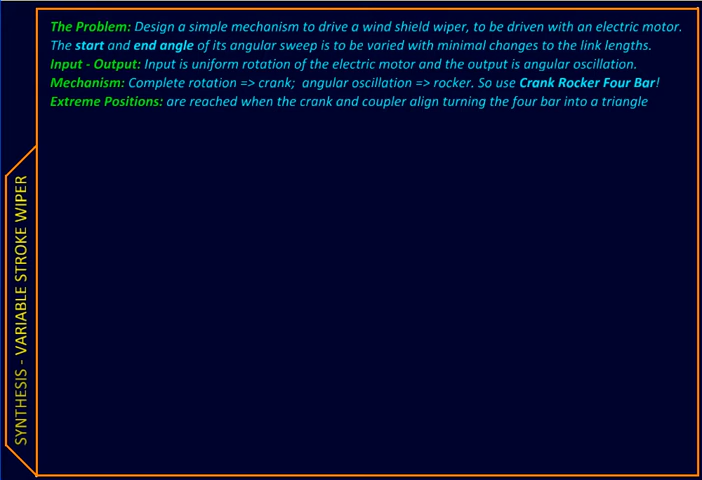 The Problem: Design a simple mechanism to drive a wind shield wiper, to be driven with an electric motor.
The start and end angle of its angular sweep is to be varied with minimal changes to the link lengths.
Input - Output: Input is uniform rotation of the electric motor and the output is angular oscillation.
Mechanism: Complete rotation => crank; angular oscillation => rocker. So use Crank Rocker Four Bar!
Extreme Positions: are reached when the crank and coupler align turning the four bar into a triangle
SYNTHESIS - VARIABLE STROKE WIPER